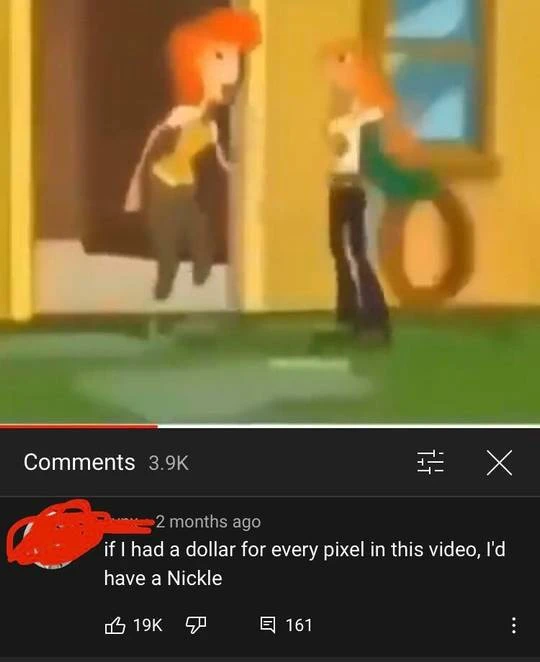 Comments 3.9K
2 months ago
if I had a dollar for every pixel in this video, I'd
have a Nickle
19K 161